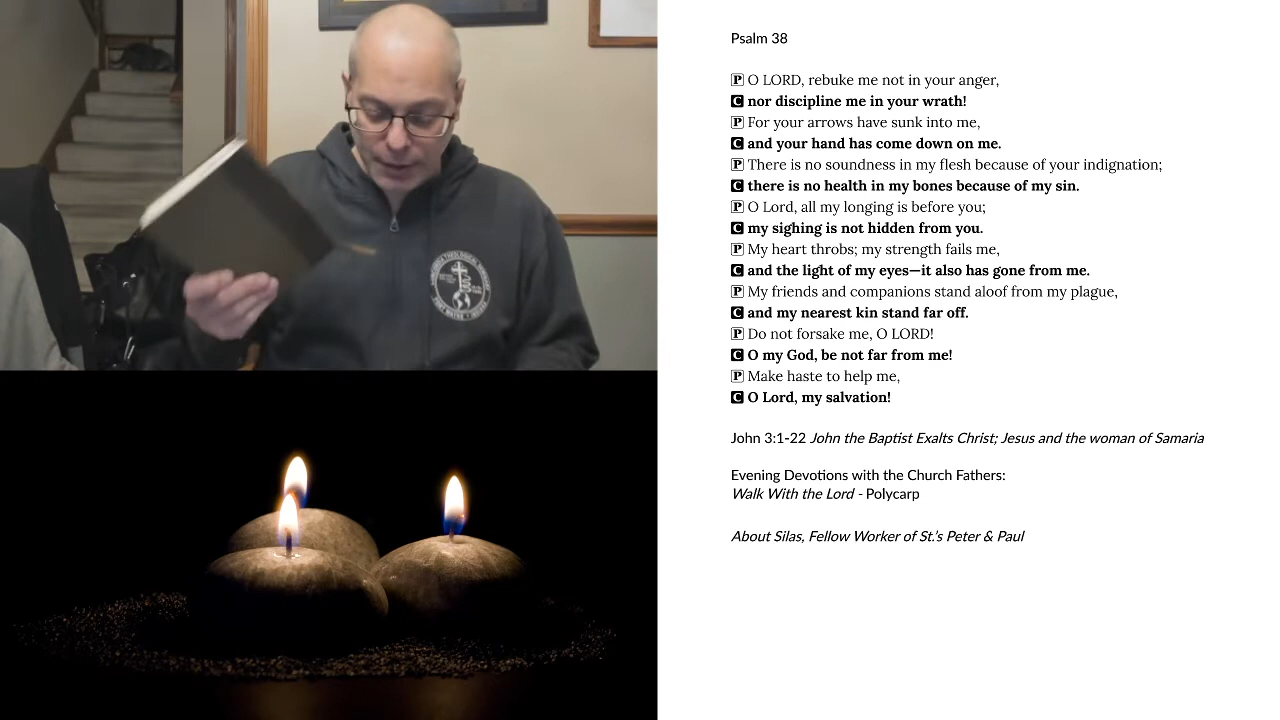 Psalm 38
P O LORD, rebuke me not in your anger,
C nor discipline me in your wrath!
P For your arrows have sunk into me,
C and your hand has come down on me.
P There is no soundness in my flesh because of your indignation;
C there is no health in my bones because of my sin.
P O Lord, all my longing is before you;
C my sighing is not hidden from you.
P My heart throbs; my strength fails me,
C and the light of my eyes—it also has gone from me.
P My friends and companions stand aloof from my plague,
C and my nearest kin stand far off.
P Do not forsake me, O LORD!
C O my God, be not far from me!
P Make haste to help me,
C O Lord, my salvation!
John 3:1-22 John the Baptist Exalts Christ; Jesus and the woman of Samaria
Evening Devotions with the Church Fathers:
Walk With the Lord - Polycarp
About Silas, Fellow Worker of St.'s Peter & Paul